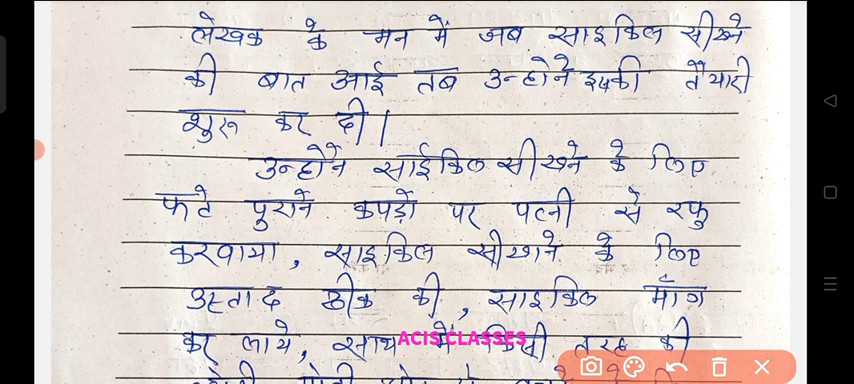 लेखक के मन में जब साइकिल सीखने
की बात आई तब उन्होने इसकी तैयारी
शुरू कर दी।
उन्होने साईकिल सीखने के लिए
फटे पुराने कपड़ो पर पत्नी से रफु
करवाया, साइकिल सीखाने के लिए
उस्ताद ठीक की, साइकिल माँग
कर लाये, साथ में किसी तरह की
ACIS CLASSES